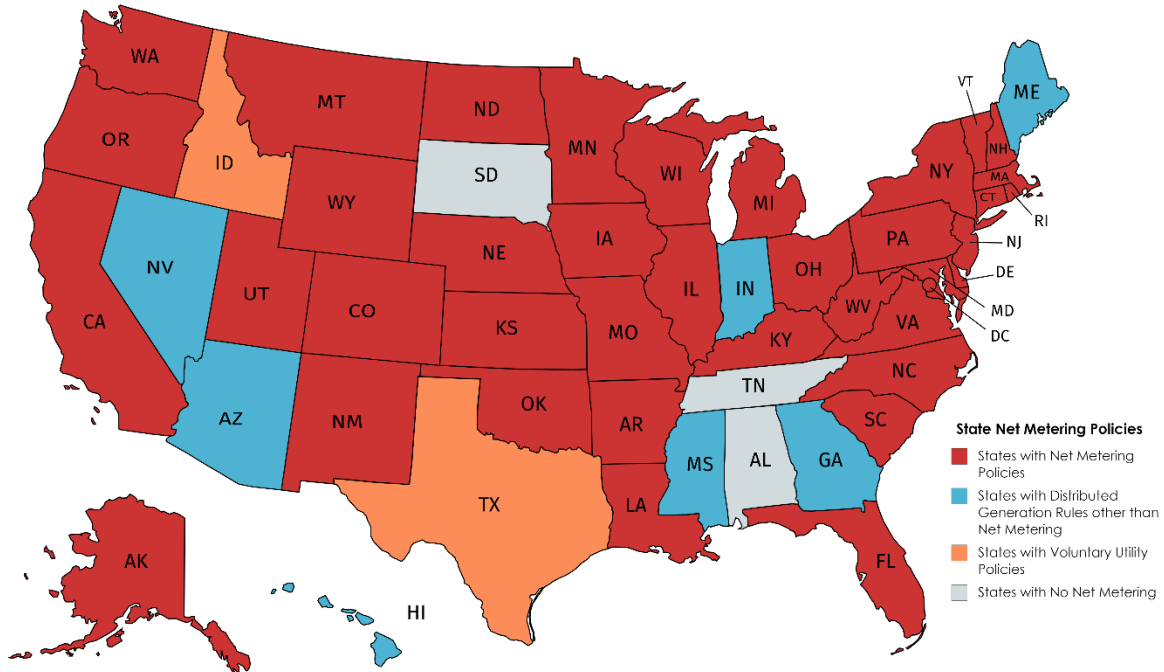 WA
MT
ND
MN
VT
ME
OR
ID
SD
WI
NY
NH
MA
CT
RI
WY
MI
IA
PA
NJ
NE
NV
OH
DE
UT
IL
IN
CO
WV
MD
CA
KS
MO
VA
DC
KY
NC
TN
OK
AZ
NM
AR
SC
MS
AL
GA
TX
LA
AK
FL
HI
State Net Metering Policies
States with Net Metering
Policies
States with Distributed
Generation Rules other than
Net Metering
States with Voluntary Utility
Policies
States with No Net Metering